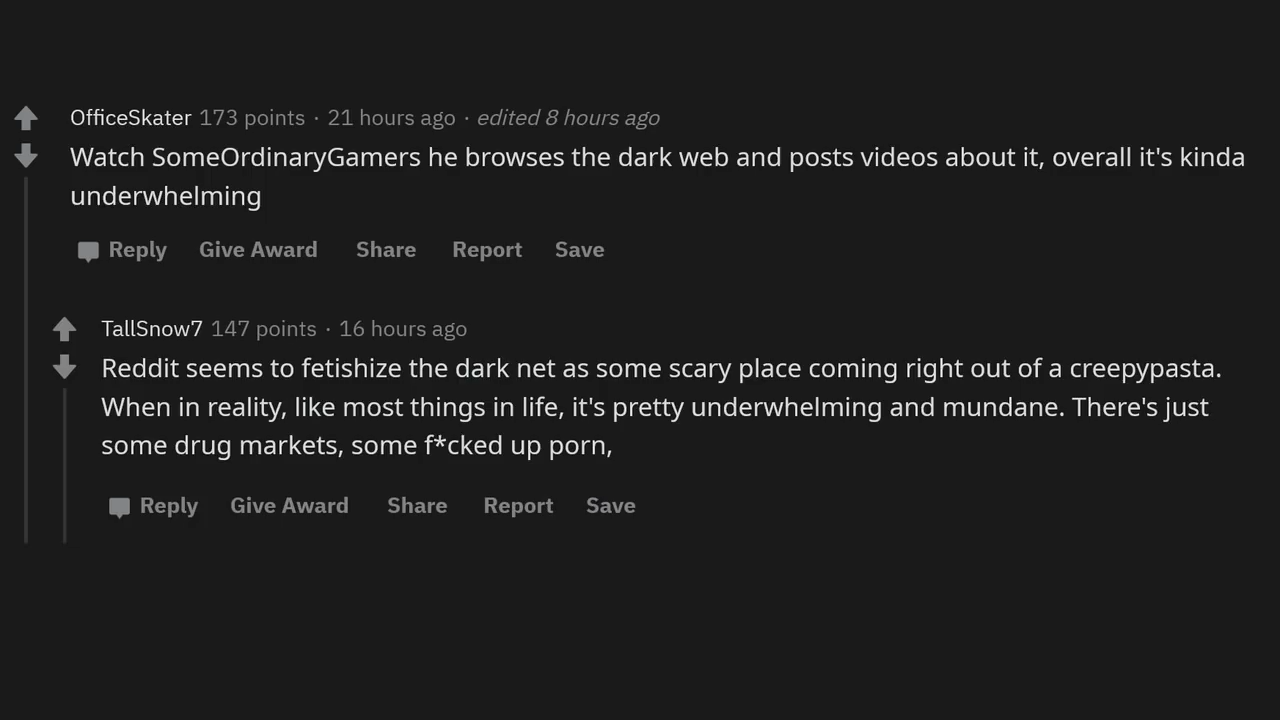 OfficeSkater 173 points · 21 hours ago · edited 8 hours ago
Watch SomeOrdinaryGamers he browses the dark web and posts videos about it, overall it's kinda
underwhelming
Reply Give Award Share Report Save
TallSnow7 147 points · 16 hours ago
Reddit seems to fetishize the dark net as some scary place coming right out of a creepypasta.
When in reality, like most things in life, it's pretty underwhelming and mundane. There's just
some drug markets, some f*cked up porn,
Reply Give Award Share Report Save